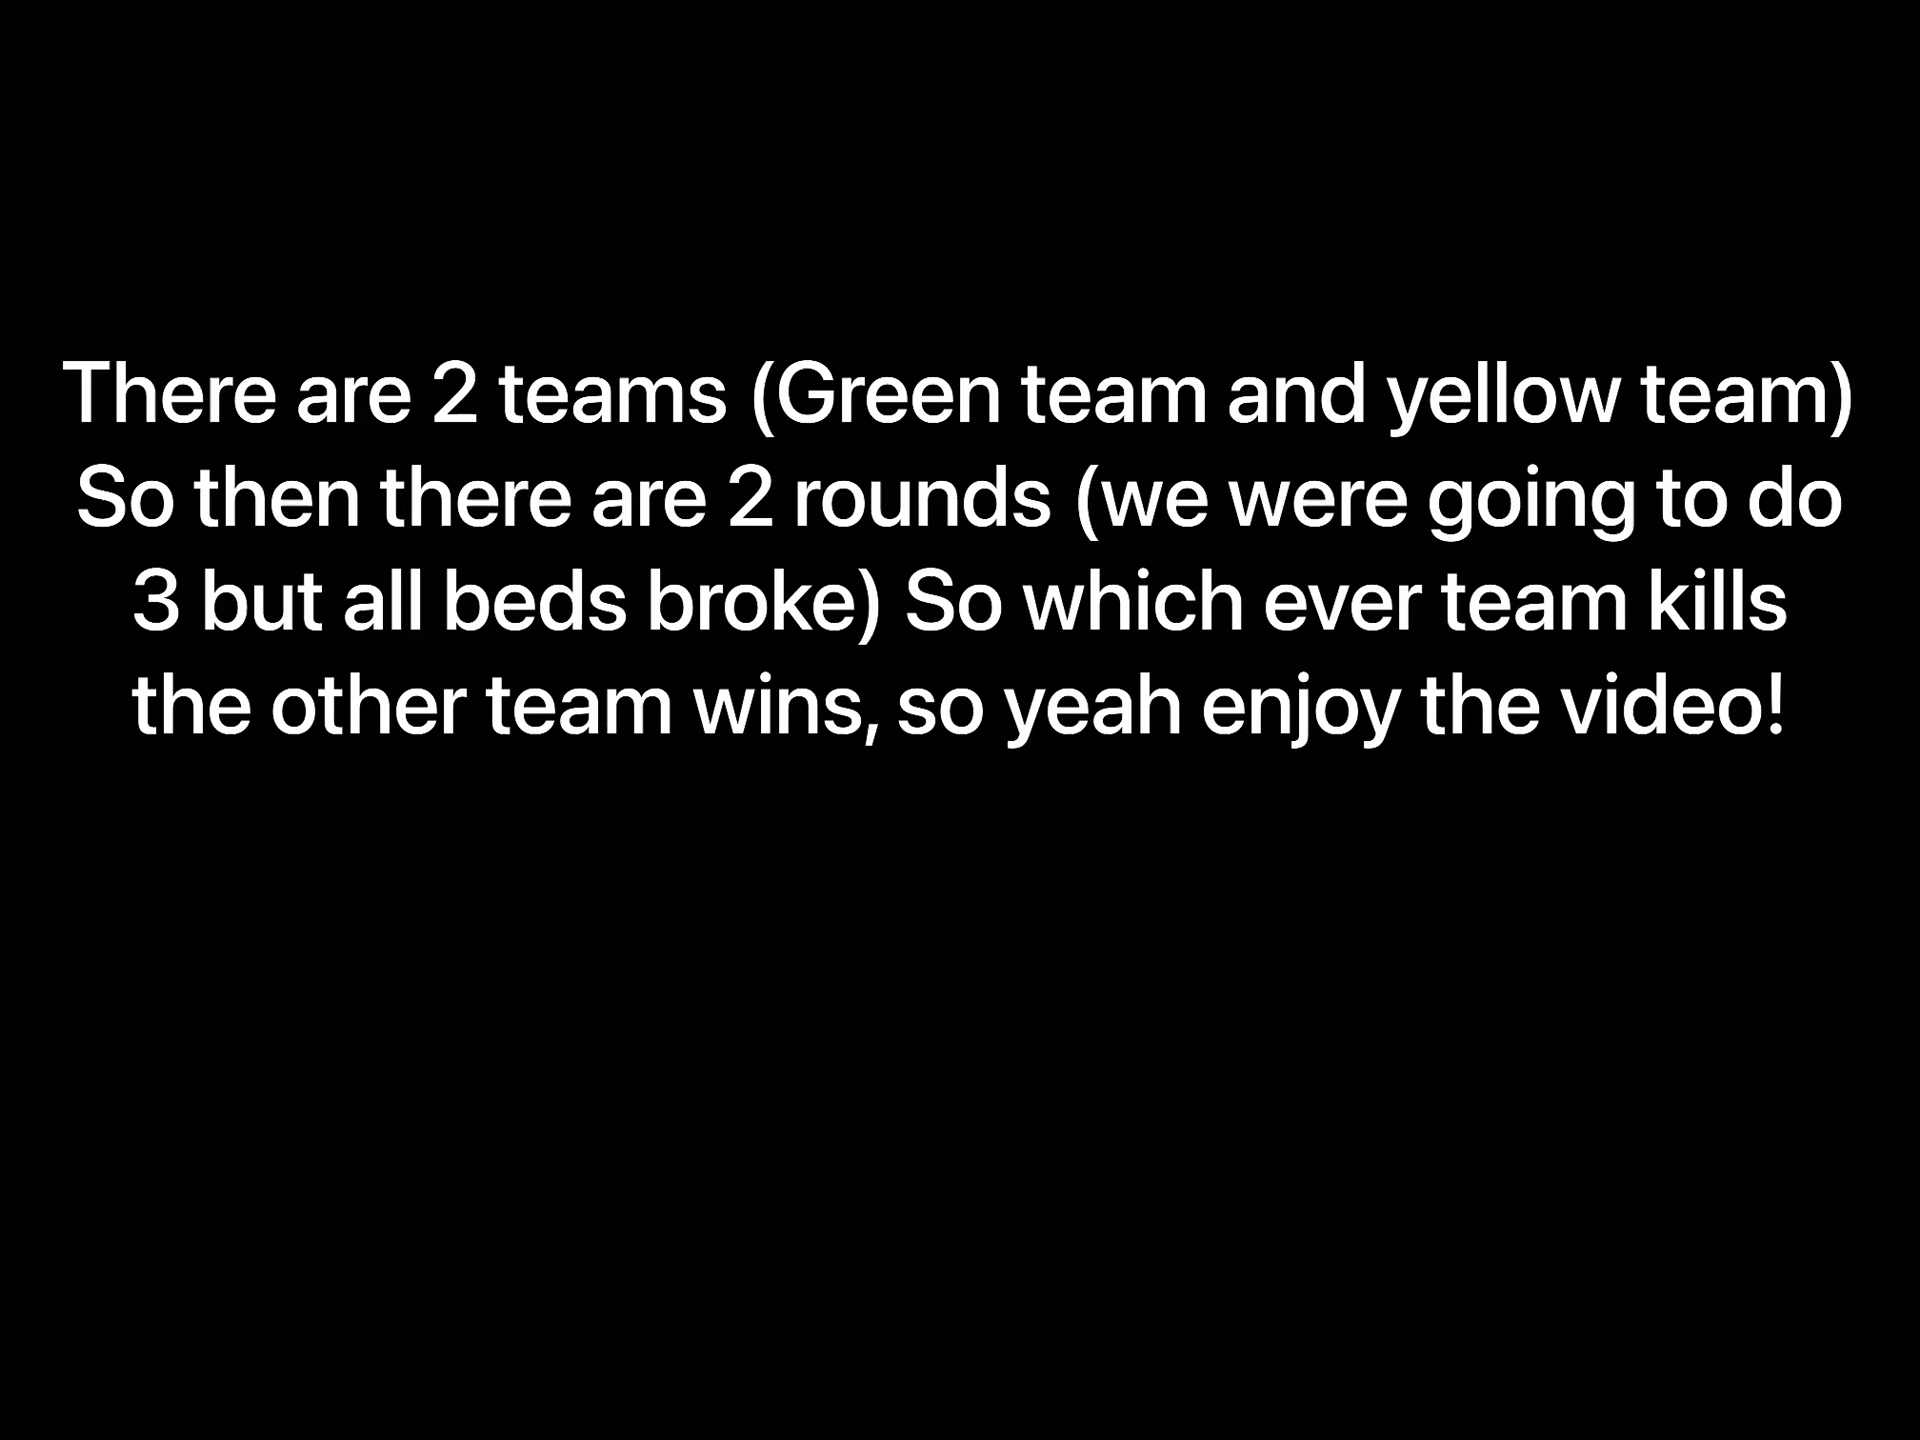 There are 2 teams (Green team and yellow team)
So then there are 2 rounds (we were going to do
3 but all beds broke) So which ever team kills
the other team wins, so yeah enjoy the video!